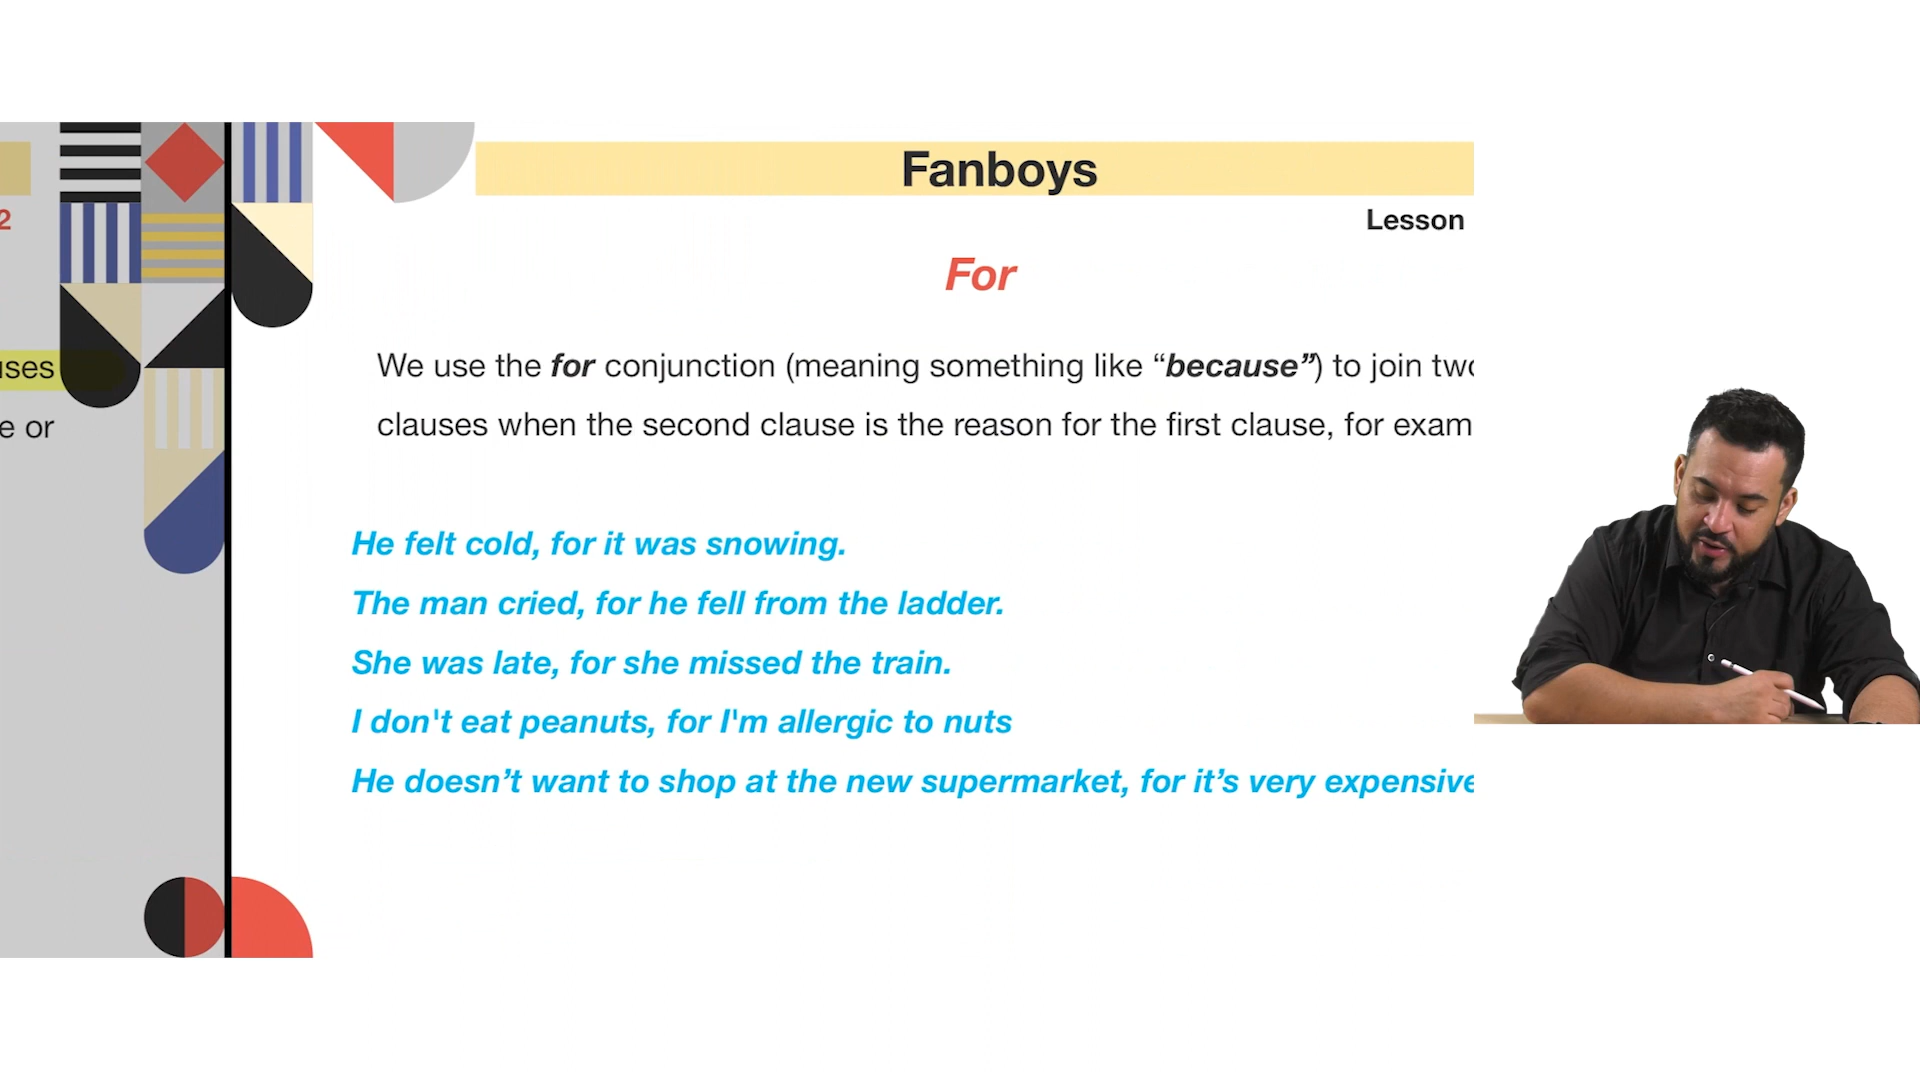 2
uses
e or
Fanboys
Lesson
For
We use the for conjunction (meaning something like “because”) to join two
clauses when the second clause is the reason for the first clause, for exam
He felt cold, for it was snowing.
The man cried, for he fell from the ladder.
She was late, for she missed the train.
I don't eat peanuts, for I'm allergic to nuts
He doesn’t want to shop at the new supermarket, for it’s very expensive